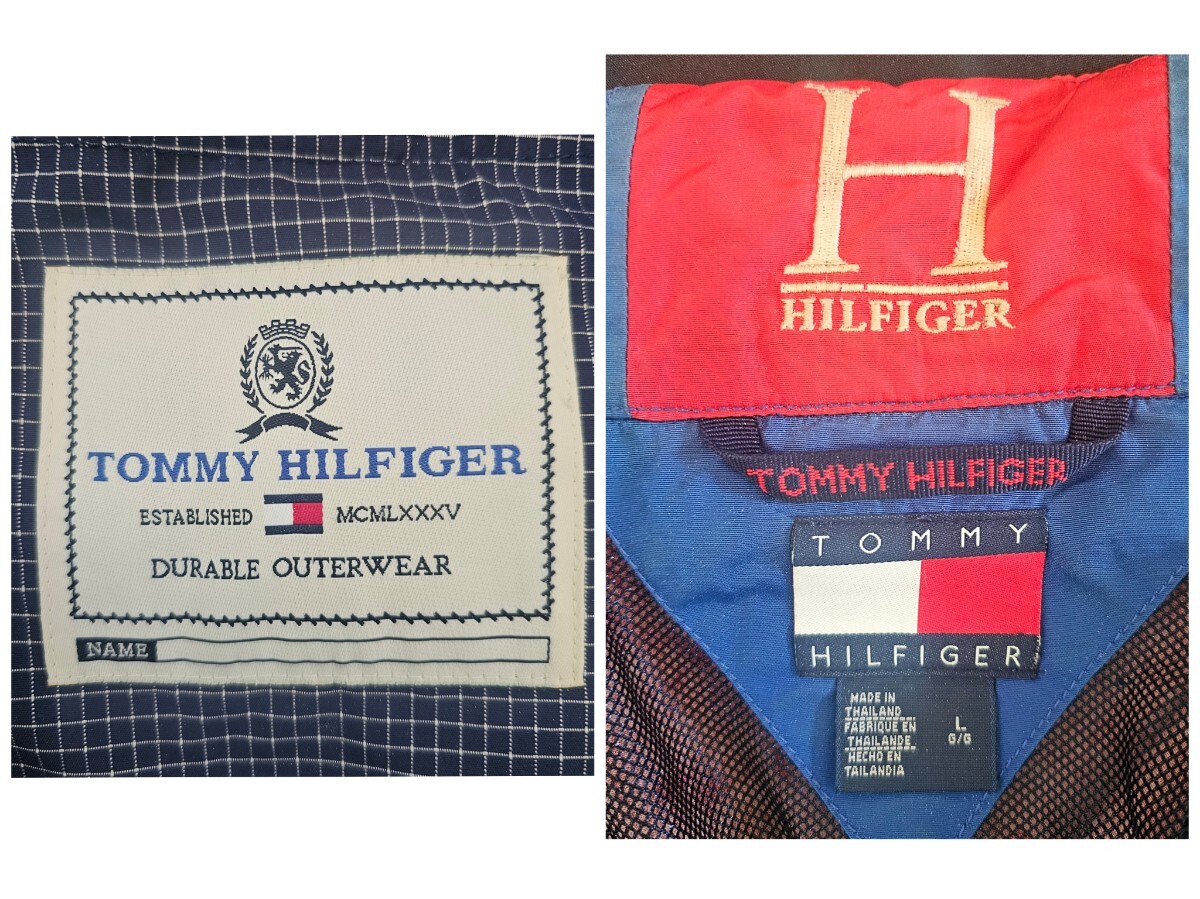 TOMMY HILFIGER
ESTABLISHED MCMLXXXV
DURABLE OUTERWEAR
NAME
H
HILFIGER
TOMMY HILFIGER
TOMMY
HILFIGER
MADE IN
THAILAND
FABRIQUE EN
THAILANDE
HECHO EN
TAILANDIA
L
G/G